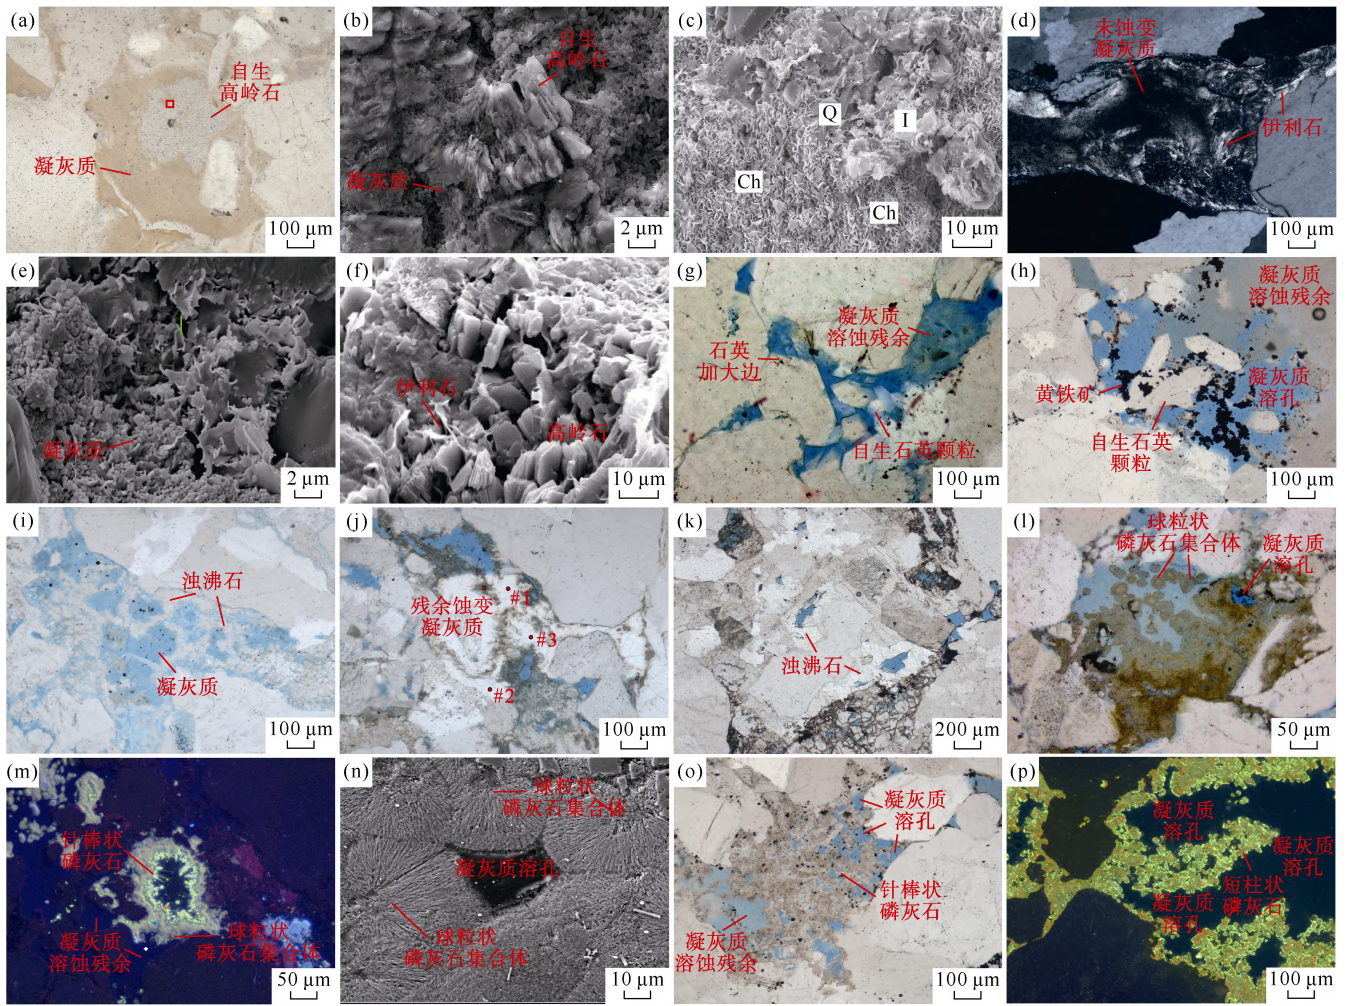 (a)
自生
高岭石
凝灰质
100 μm
(b)
自生
高岭石
凝灰质
2 μm
(c)
Q
I
Ch
Ch
10 μm
(d)
未蚀变
凝灰质
伊利石
100 μm
(e)
凝灰质
2 μm
(f)
伊利石
高岭石
10 μm
(g)
凝灰质
溶蚀残余
石英
加大边
自生石英颗粒
100 μm
(h)
凝灰质
溶蚀残余
黄铁矿
凝灰质
溶孔
自生石英
颗粒
100 μm
(i)
浊沸石
凝灰质
100 μm
(j)
残余蚀变
凝灰质
#1
#3
#2
100 μm
(k)
浊沸石
200 μm
(l)
球粒状
磷灰石集合体
凝灰质
溶孔
50 μm
(m)
针棒状
磷灰石
凝灰质
溶蚀残余
球粒状
磷灰石集合体
50 μm
(n)
球粒状
磷灰石集合体
凝灰质溶孔
球粒状
磷灰石集合体
10 μm
(o)
凝灰质
溶孔
针棒状
磷灰石
凝灰质
溶蚀残余
100 μm
(p)
凝灰质
溶孔
凝灰质
溶孔
短柱状
磷灰石
凝灰质
溶孔
100 μm